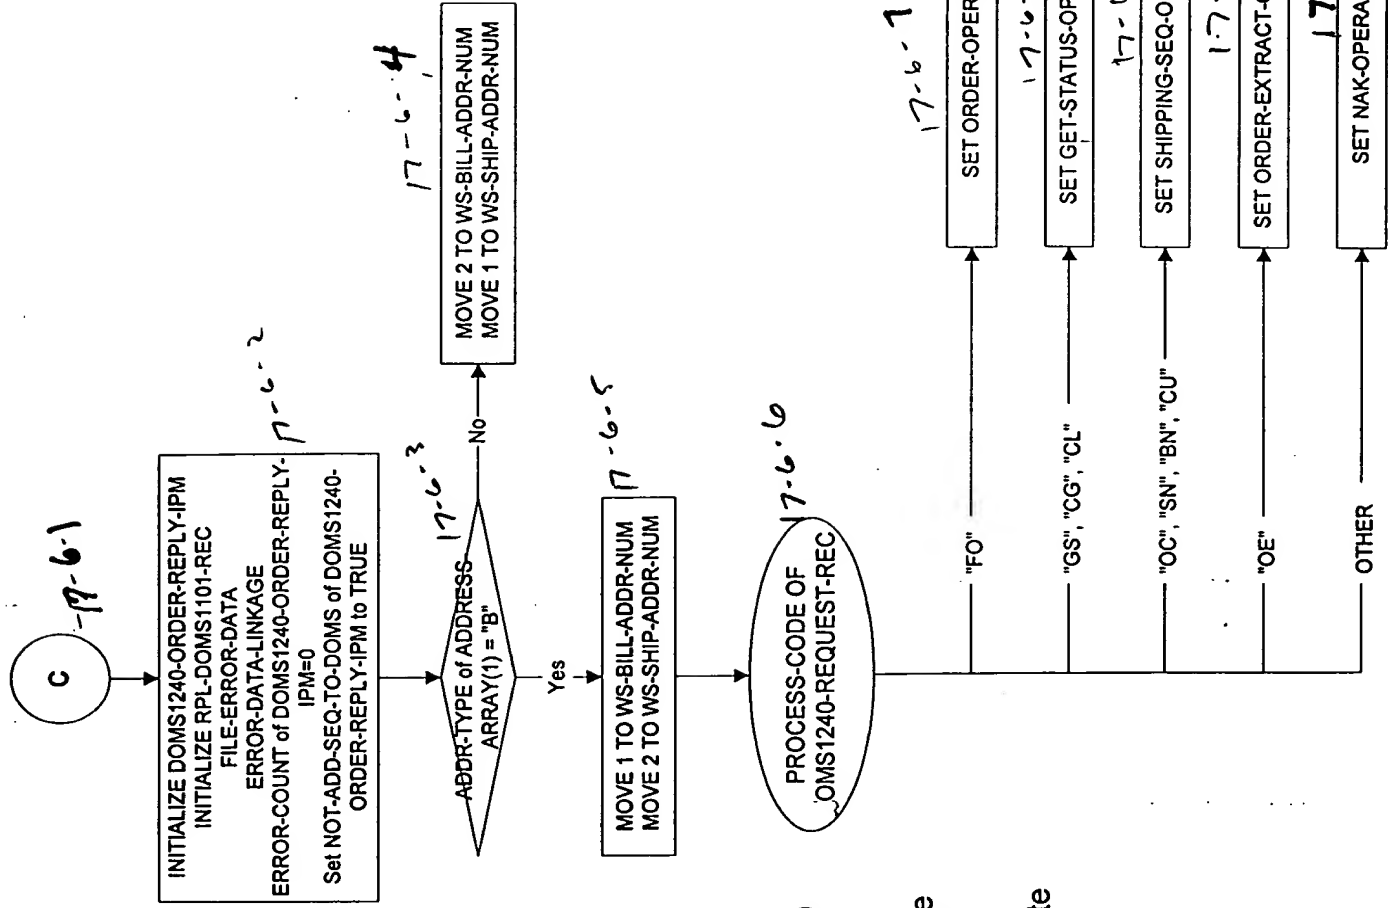 C
17-6-1
INITIALIZE DOMS1240-ORDER-REPLY-IPM
INITIALIZE RPL-DOMS1101-REC
FILE-ERROR-DATA
ERROR-DATA-LINKAGE
ERROR-COUNT of DOMS1240-ORDER-REPLY-
IPM=0
Set NOT-ADD-SEQ-TO-DOMS of DOMS1240-
ORDER-REPLY-IPM to TRUE
17-6-2
ADDR-TYPE of ADDRESS-
ARRAY(1) = "B"
17-6-3
No
MOVE 2 TO WS-BILL-ADDR-NUM
MOVE 1 TO WS-SHIP-ADDR-NUM
17-6-4
Yes
MOVE 1 TO WS-BILL-ADDR-NUM
MOVE 2 TO WS-SHIP-ADDR-NUM
17-6-5
PROCESS-CODE OF
OMS1240-REQUEST-REC
17-6-6
"FO"
SET ORDER-OPER
17-6-7
"GS", "CG", "CL"
SET GET-STATUS-OP
17-6-
"OC", "SN", "BN", "CU"
SET SHIPPING-SEQ-O
17-
"OE"
SET ORDER-EXTRACT-
17-
OTHER
SET NAK-OPERA
17